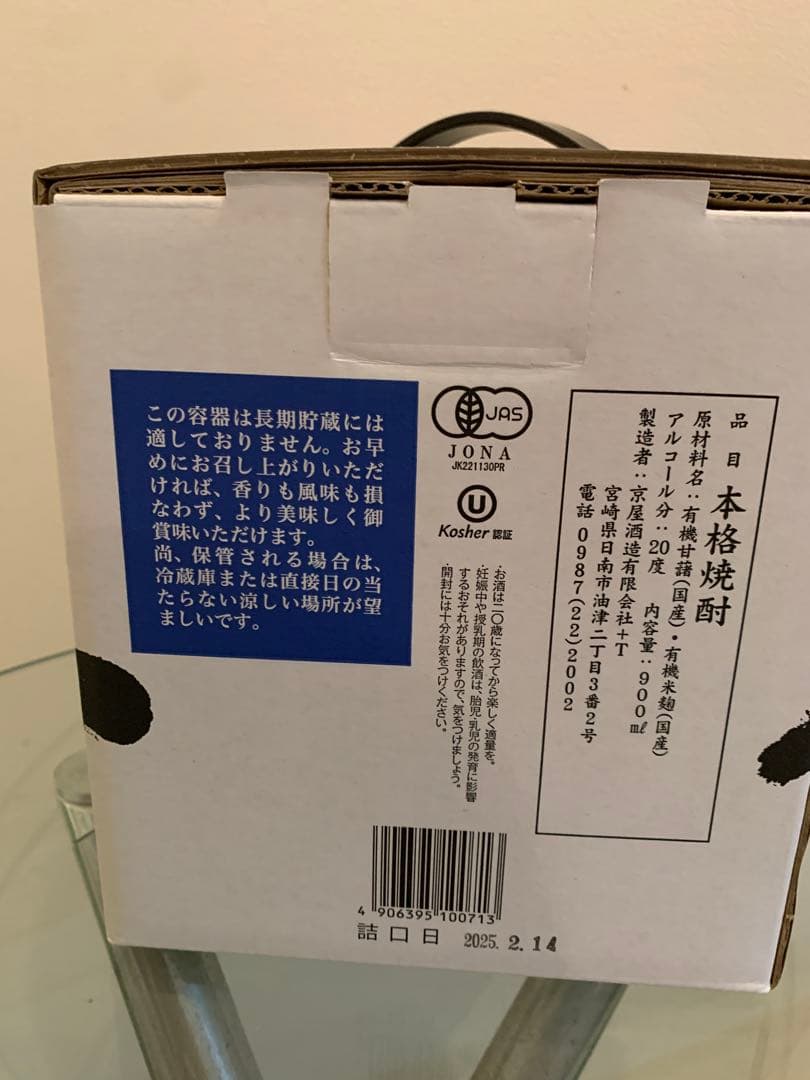 この容器は長期貯蔵には
適しておりません。お早
めにお召し上がりいただ
ければ、香りも風味も損
なわず、より美味しく御
賞味いただけます。
尚、保管される場合は、
冷蔵庫または直接日の当
たらない涼しい場所が望
ましいです。
JAS
JONA
JK221130PR
U
Kosher 認証
・お酒は二〇歳になってから楽しく適量を。
・妊娠中や授乳期の飲酒は、胎児・乳児の発育に影響
するおそれがありますので、気をつけましょう。
・開封には十分お気をつけください。
品目 本格焼酎
原材料名：有機甘藷（国産）・有機米麹（国産）
アルコール分：20度 内容量：900㎖
製造者：京屋酒造有限会社+T
宮崎県日南市油津二丁目3番2号
電話 0987(22)2002
4 906395 100713
詰口日 2025. 2. 14